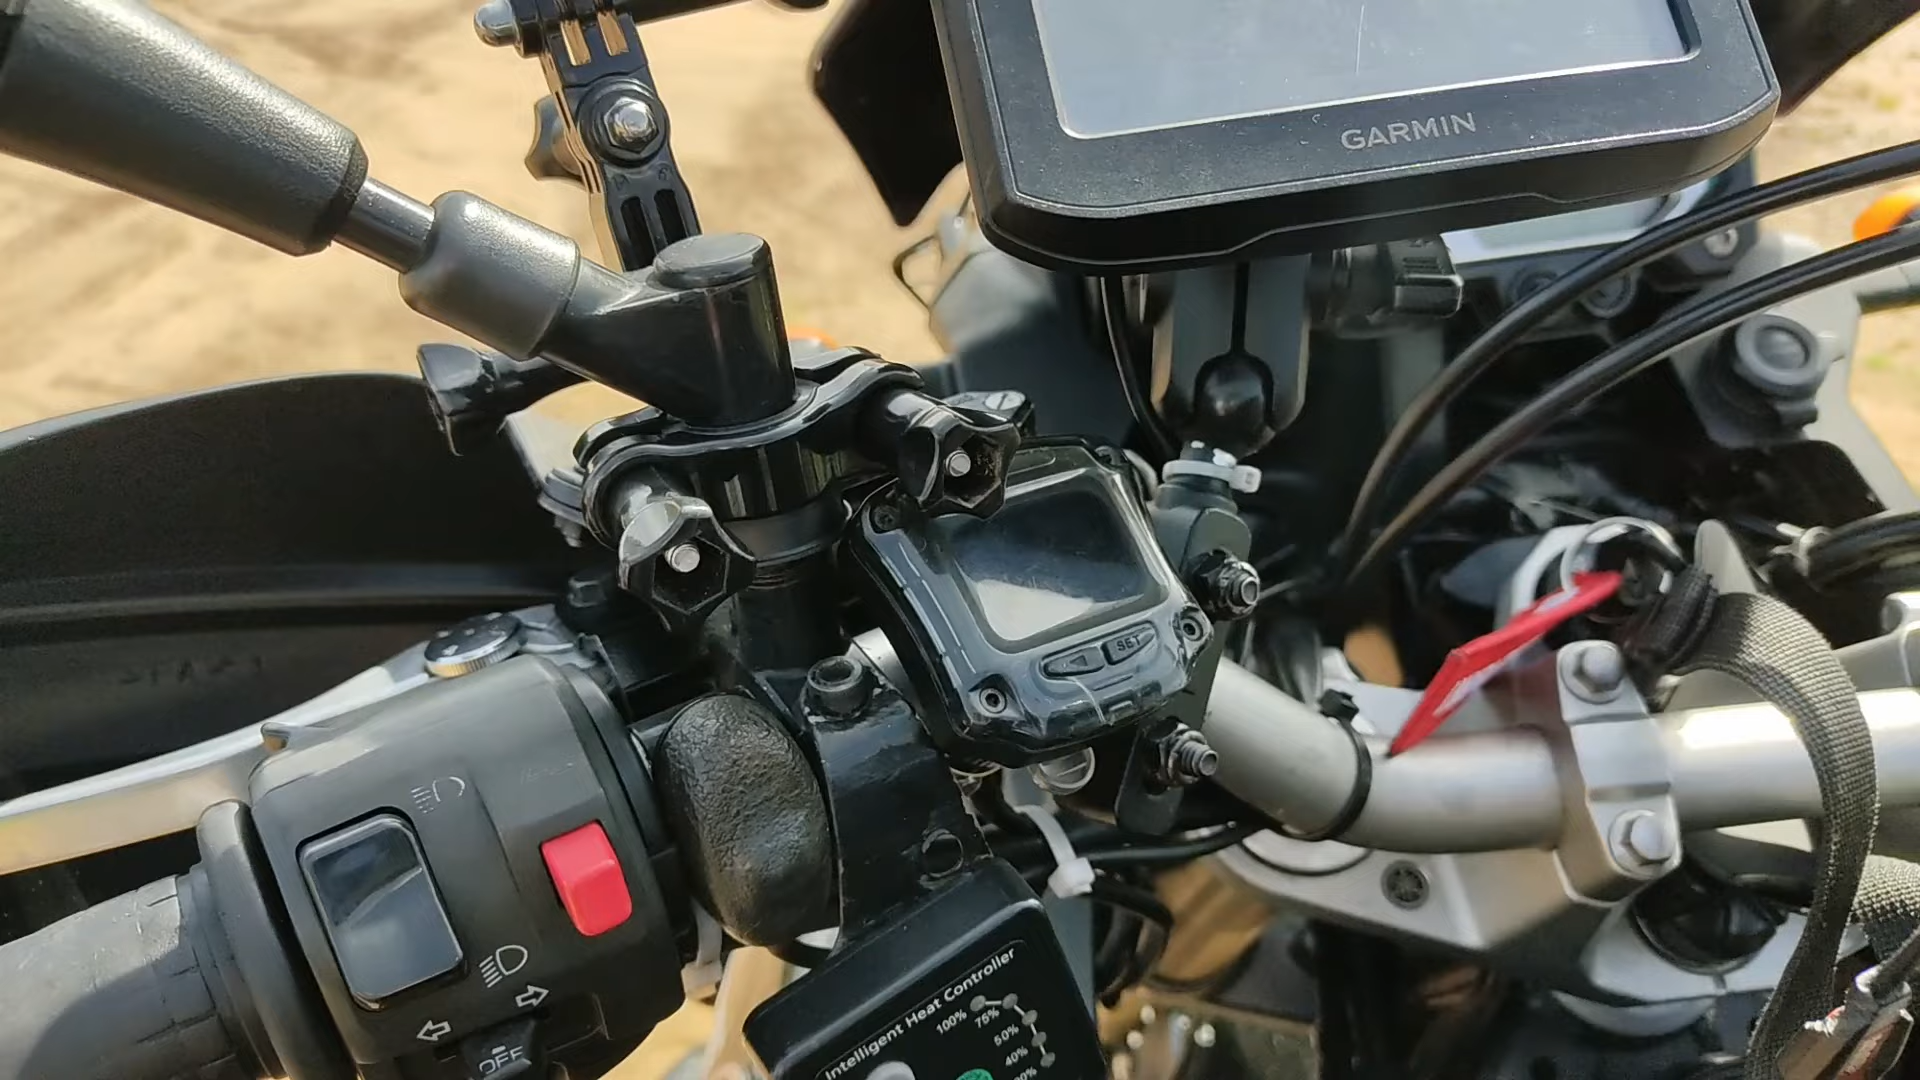 GARMIN
SET
OFF
Intelligent Heat Controller
100%
75%
50%
40%